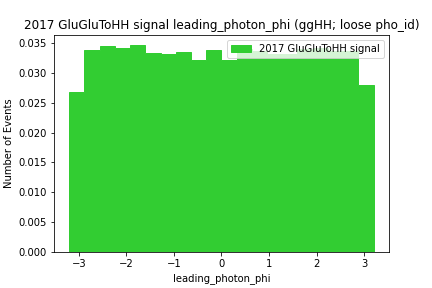 2017 GluGluToHH signal leading_photon_phi (ggHH; loose pho_id)
2017 GluGluToHH signal
Number of Events
0.035
0.030
0.025
0.020
0.015
0.010
0.005
0.000
−3 −2 −1 0 1 2 3
leading_photon_phi